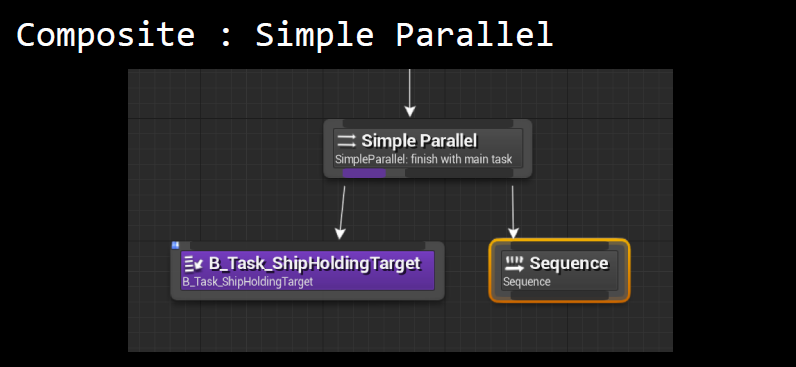 Composite : Simple Parallel
Simple Parallel
SimpleParallel: finish with main task
B_Task_ShipHoldingTarget
B_Task_ShipHoldingTarget
Sequence
Sequence